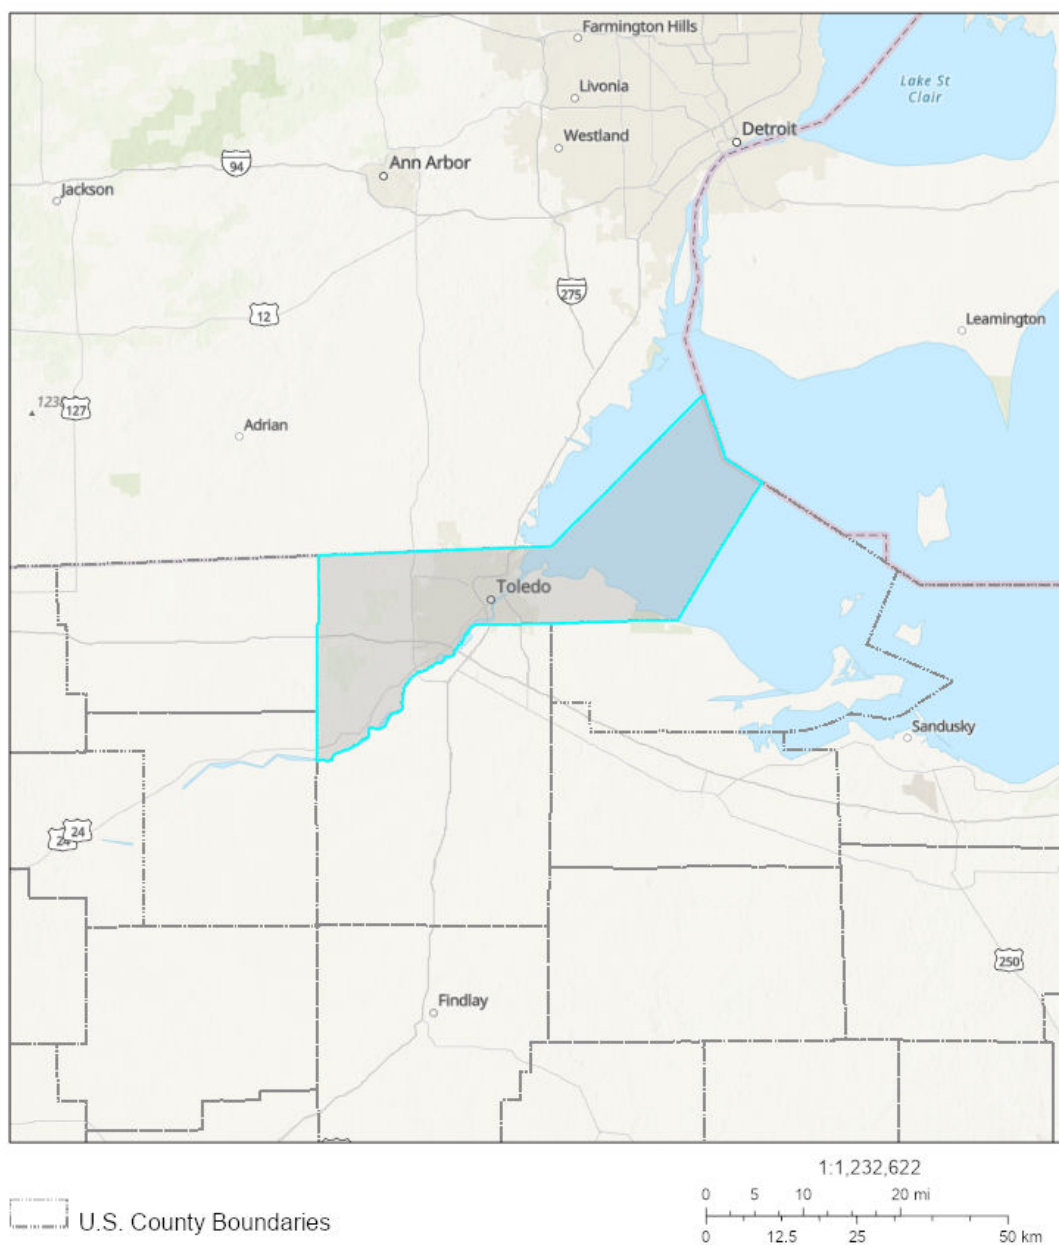 Farmington Hills
Lake St
Clair
Livonia
Detroit
Westland
94
Ann Arbor
Jackson
275
12
Leamington
127
Adrian
Toledo
Sandusky
24
24
250
Findlay
1:1,232,622
0 5 10 20 mi
0 12.5 25 50 km
U.S. County Boundaries